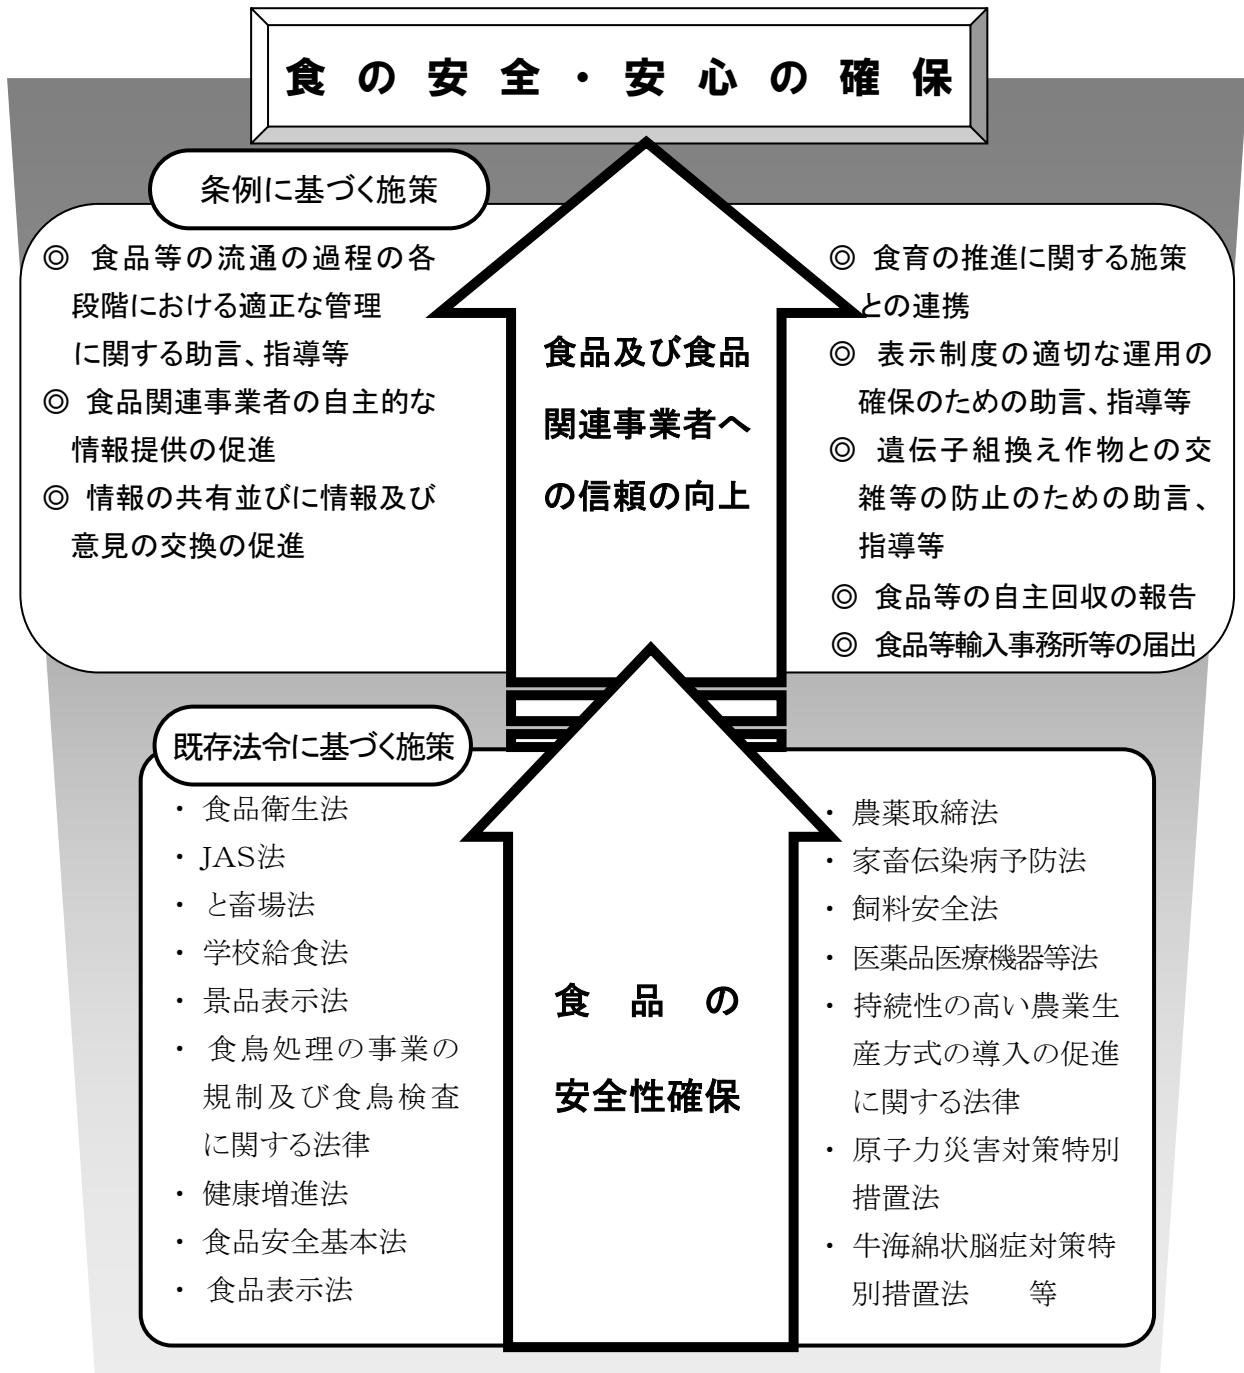 食の安全・安心の確保
条例に基づく施策
◎ 食品等の流通の過程の各
段階における適正な管理
に関する助言、指導等
◎ 食品関連事業者の自主的な
情報提供の促進
◎ 情報の共有並びに情報及び
意見の交換の促進
食品及び食品
関連事業者へ
の信頼の向上
◎ 食育の推進に関する施策
との連携
◎ 表示制度の適切な運用の
確保のための助言、指導等
◎ 遺伝子組換え作物との交
雑等の防止のための助言、
指導等
◎ 食品等の自主回収の報告
◎ 食品等輸入事務所等の届出
既存法令に基づく施策
・ 食品衛生法
・ JAS法
・ と畜場法
・ 学校給食法
・ 景品表示法
・ 食鳥処理の事業の
規制及び食鳥検査
に関する法律
・ 健康増進法
・ 食品安全基本法
・ 食品表示法
食品の
安全性確保
・ 農薬取締法
・ 家畜伝染病予防法
・ 飼料安全法
・ 医薬品医療機器等法
・ 持続性の高い農業生
産方式の導入の促進
に関する法律
・ 原子力災害対策特別
措置法
・ 牛海綿状脳症対策特
別措置法 等